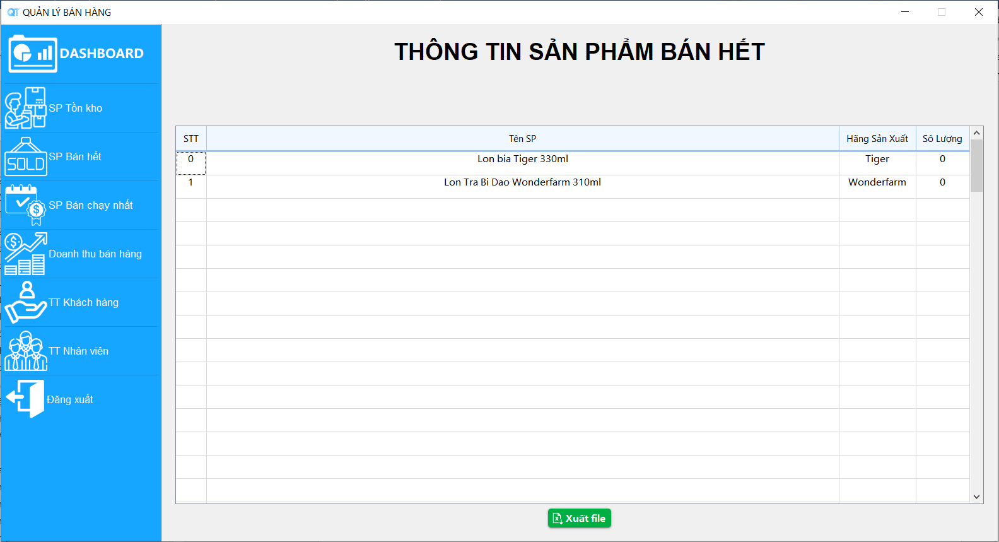 QT QUẢN LÝ BÁN HÀNG
DASHBOARD
SP Tồn kho
SOLD
SP Bán hết
SP Bán chạy nhất
Doanh thu bán hàng
TT Khách hàng
TT Nhân viên
Đăng xuất
THÔNG TIN SẢN PHẨM BÁN HẾT
STT Tên SP Hãng Sản Xuất Sô Lượng
0 Lon bia Tiger 330ml Tiger 0
1 Lon Tra Bi Dao Wonderfarm 310ml Wonderfarm 0
Xuất file